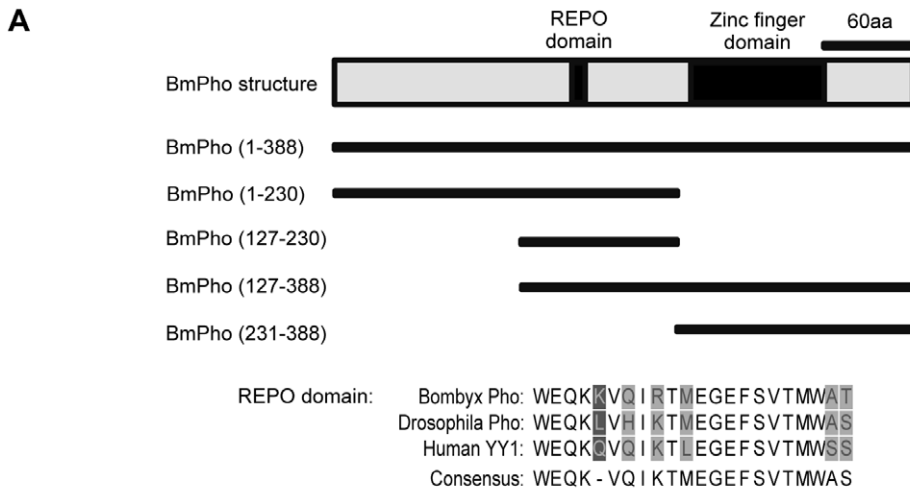 A
REPO domain
Zinc finger domain
60aa
BmPho structure
BmPho (1-388)
BmPho (1-230)
BmPho (127-230)
BmPho (127-388)
BmPho (231-388)
REPO domain:
Bombyx Pho: WEQKKVQIRTMEGEFSVTMWAT
Drosophila Pho: WEQKLVHIKTMEGEFSVTMWAS
Human YY1: WEQKQVQIKTLEGEFSVTMWSS
Consensus: WEQK-VQIKTMEGEFSVTMWAS